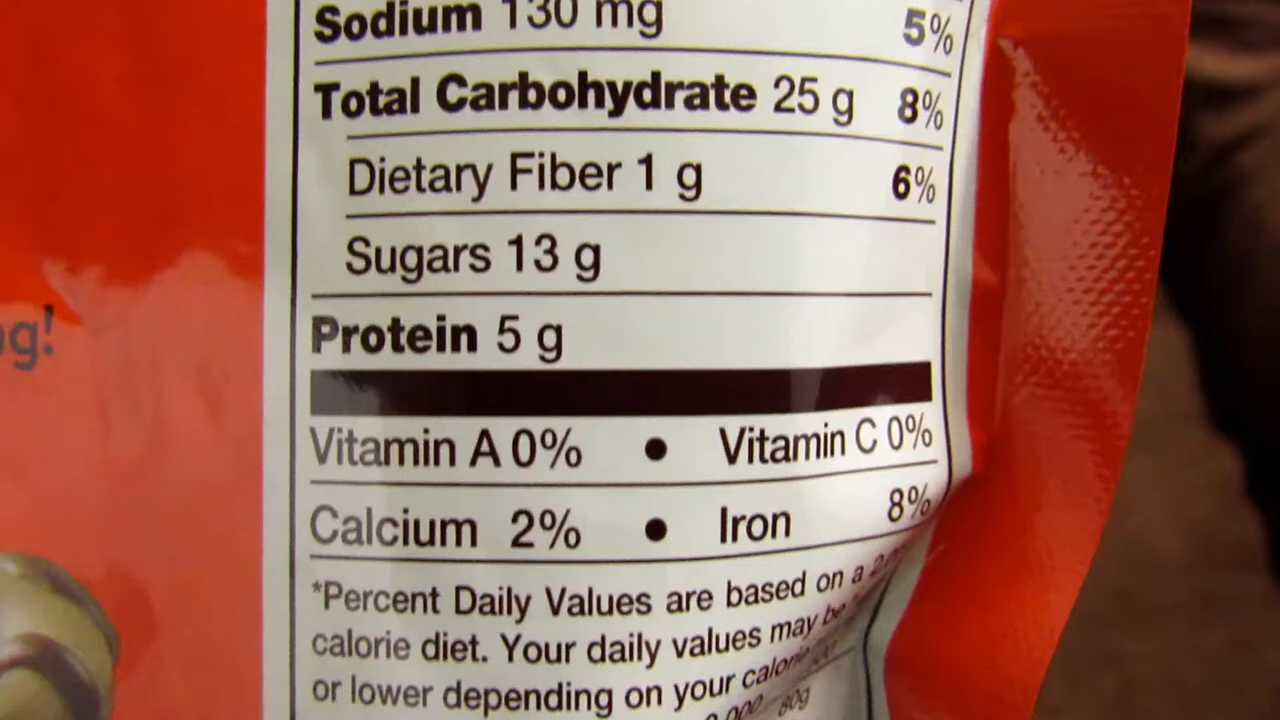 Sodium 130 mg 5%
Total Carbohydrate 25 g 8%
Dietary Fiber 1 g 6%
Sugars 13 g
Protein 5 g
Vitamin A 0% • Vitamin C 0%
Calcium 2% • Iron 8%
*Percent Daily Values are based on a
calorie diet. Your daily values may be
or lower depending on your calorie
80g